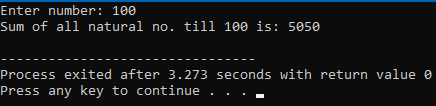 Enter number: 100
Sum of all natural no. till 100 is: 5050
--------------------------------
Process exited after 3.273 seconds with return value 0
Press any key to continue . . .